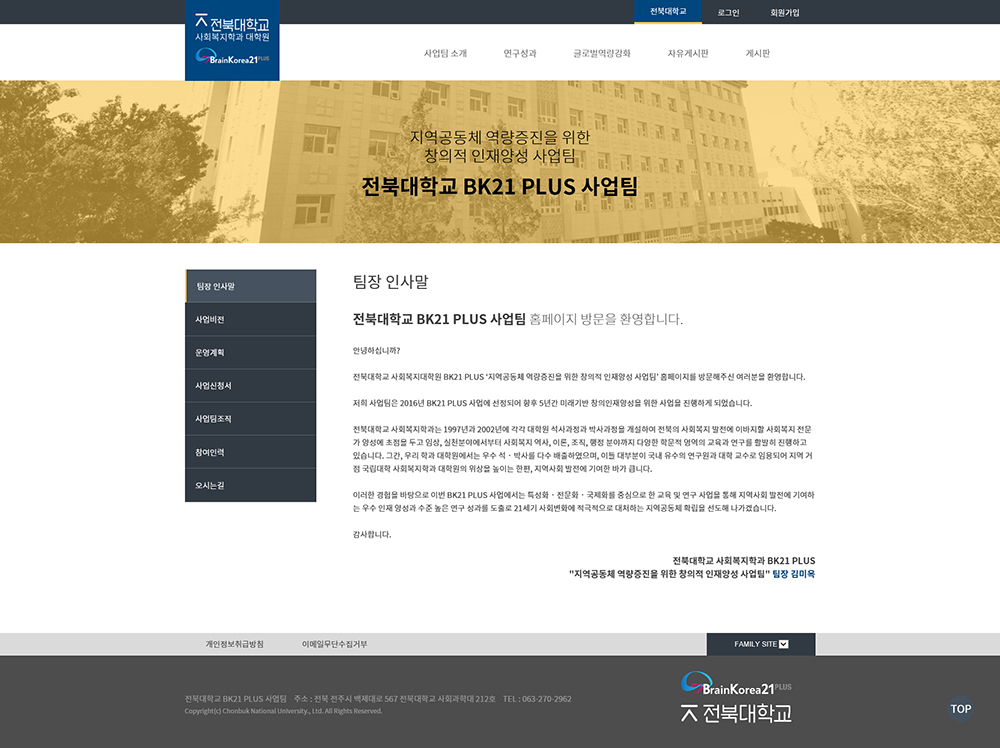 전북대학교
로그인
회원가입
전북대학교
사회복지학과 대학원
BrainKorea21 PLUS
사업팀 소개
연구성과
글로벌역량강화
자유게시판
게시판
지역공동체 역량증진을 위한
창의적 인재양성 사업팀
전북대학교 BK21 PLUS 사업팀
팀장 인사말
사업비전
운영계획
사업신청서
사업팀조직
참여인력
오시는길
팀장 인사말
전북대학교 BK21 PLUS 사업팀 홈페이지 방문을 환영합니다.
안녕하십니까?
전북대학교 사회복지대학원 BK21 PLUS '지역공동체 역량증진을 위한 창의적 인재양성 사업팀' 홈페이지를 방문해주신 여러분을 환영합니다.
저희 사업팀은 2016년 BK21 PLUS 사업에 선정되어 향후 5년간 미래기반 창의인재양성을 위한 사업을 진행하게 되었습니다.
전북대학교 사회복지학과는 1997년과 2002년에 각각 대학원 석사과정과 박사과정을 개설하여 전북의 사회복지 발전에 이바지할 사회복지 전문
가 양성에 초점을 두고 임상, 실천분야에서부터 사회복지 역사, 이론, 조직, 행정 분야까지 다양한 학문적 영역의 교육과 연구를 활발히 진행하고
있습니다. 그간, 우리 학과 대학원에서는 우수 석 · 박사를 다수 배출하였으며, 이들 대부분이 국내 유수의 연구원과 대학 교수로 임용되어 지역 거
점 국립대학 사회복지학과 대학원의 위상을 높이는 한편, 지역사회 발전에 기여한 바가 큽니다.
이러한 경험을 바탕으로 이번 BK21 PLUS 사업에서는 특성화 · 전문화 · 국제화를 중심으로 한 교육 및 연구 사업을 통해 지역사회 발전에 기여하
는 우수 인재 양성과 수준 높은 연구 성과를 도출로 21세기 사회변화에 적극적으로 대처하는 지역공동체 확립을 선도해 나가겠습니다.
감사합니다.
전북대학교 사회복지학과 BK21 PLUS
"지역공동체 역량증진을 위한 창의적 인재양성 사업팀" 팀장 김미옥
개인정보취급방침
이메일무단수집거부
FAMILY SITE
전북대학교 BK21 PLUS 사업팀 주소 : 전북 전주시 백제대로 567 전북대학교 사회과학대 212호 TEL : 063-270-2962
Copyright(c) Chonbuk National University., Ltd. All Rights Reserved.
BrainKorea21 PLUS
전북대학교
TOP